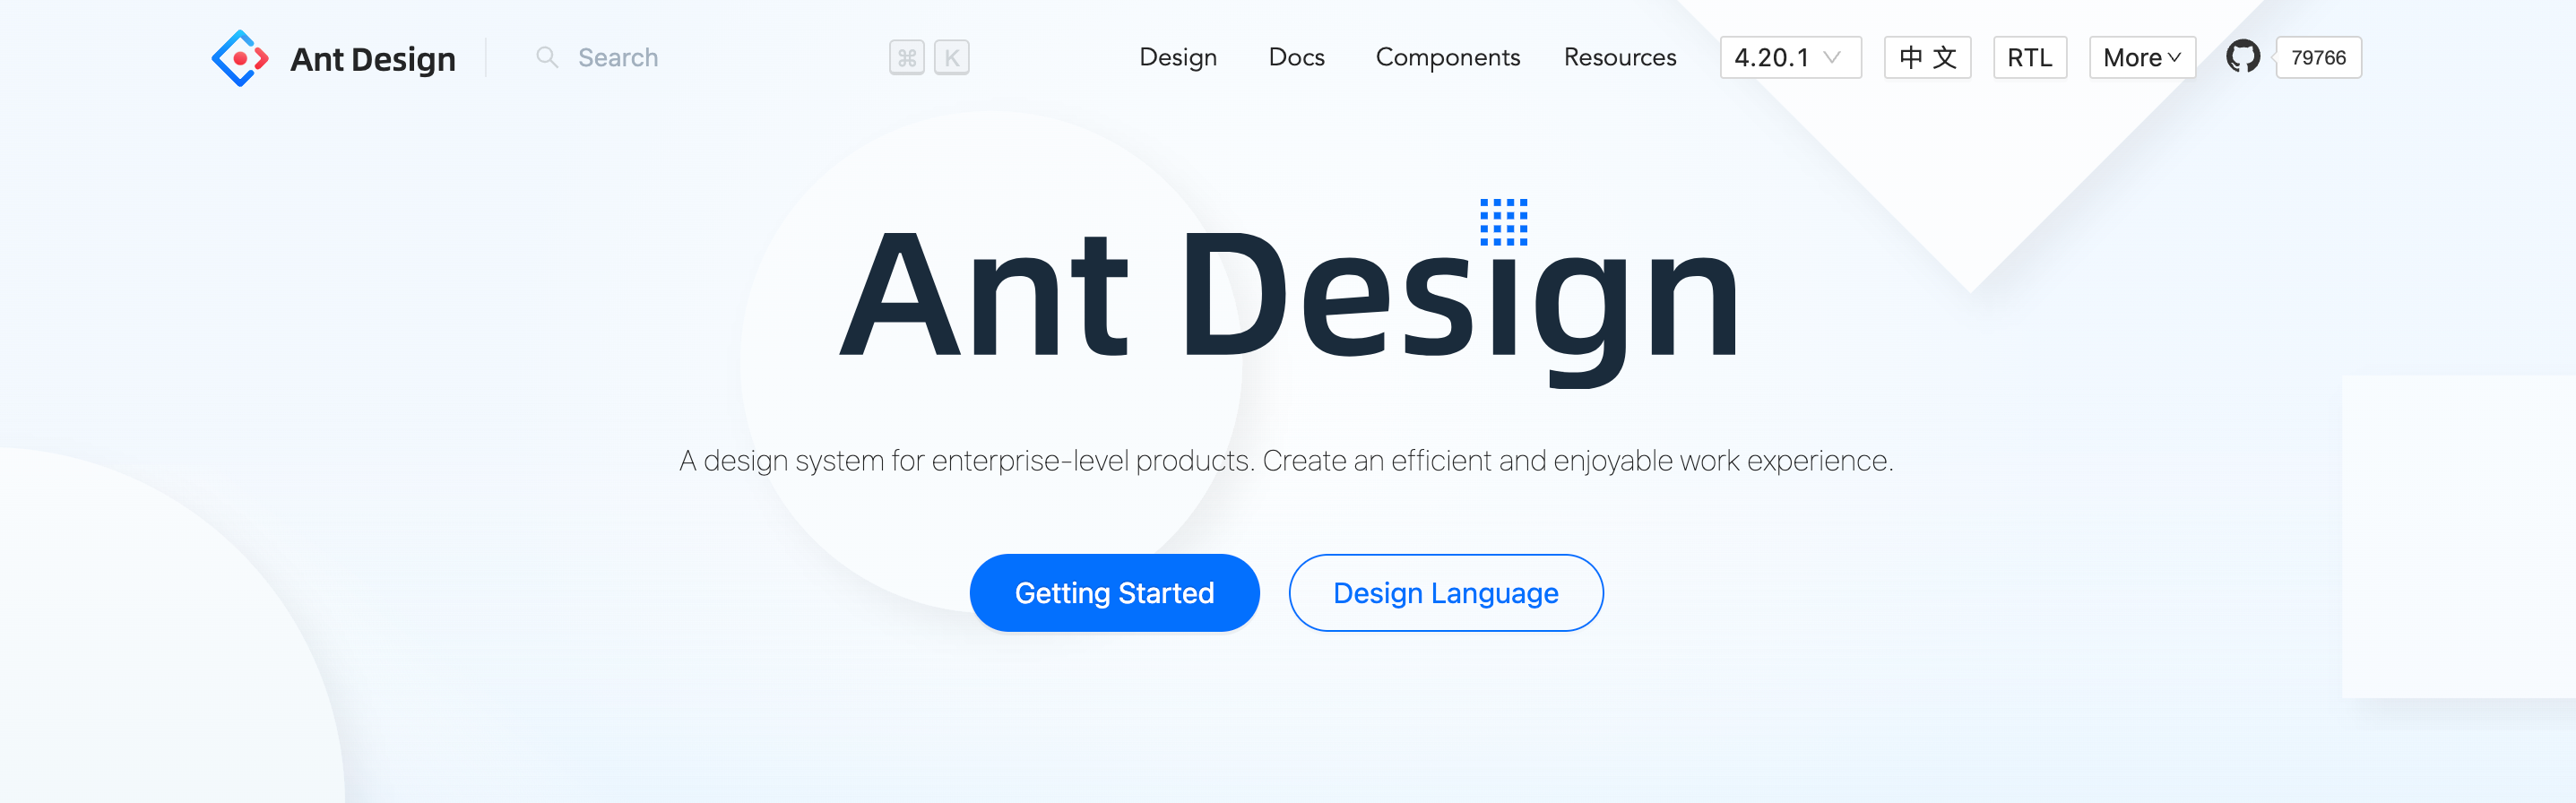 Ant Design Search ⌘ K Design Docs Components Resources 4.20.1 中 文 RTL More 79766
Ant Design
A design system for enterprise-level products. Create an efficient and enjoyable work experience.
Getting Started Design Language